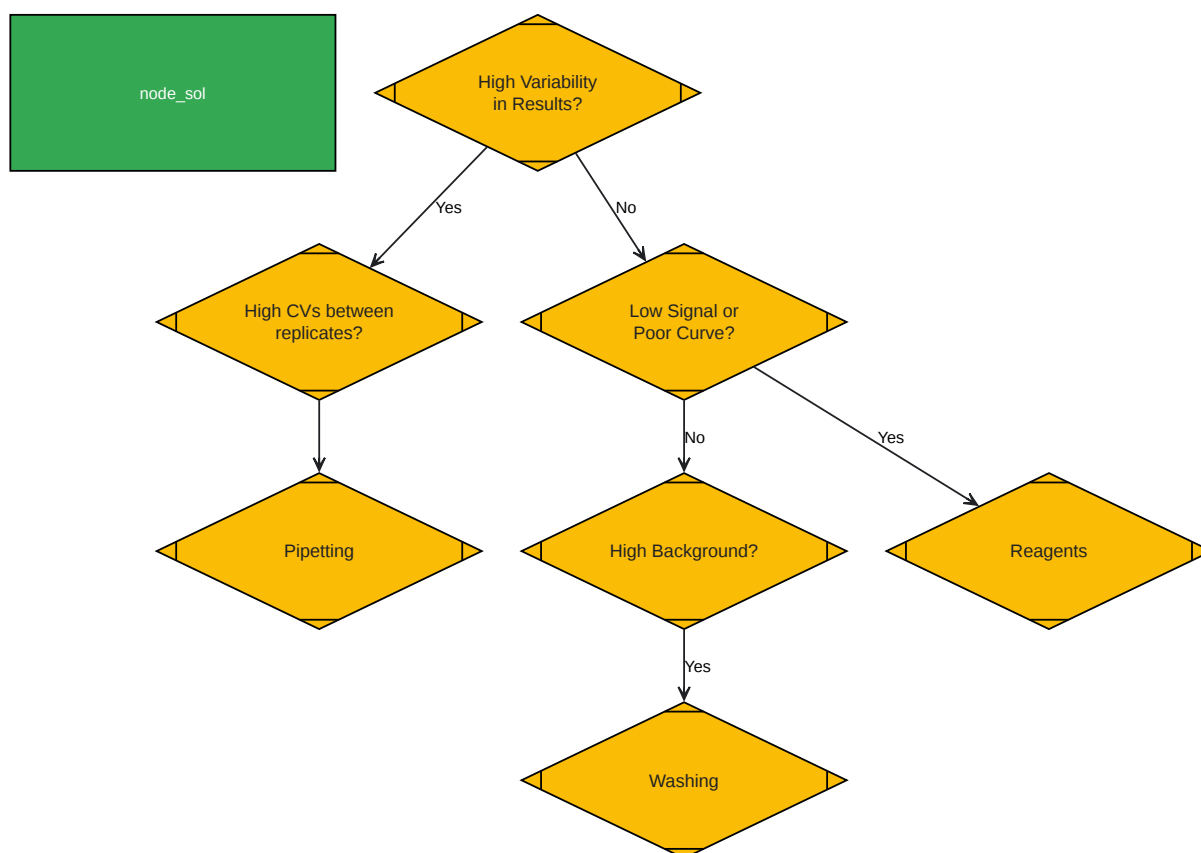 node_sol
High Variability
in Results?
Yes
No
High CVs between
replicates?
Low Signal or
Poor Curve?
No
Yes
Pipetting
High Background?
Reagents
Yes
Washing